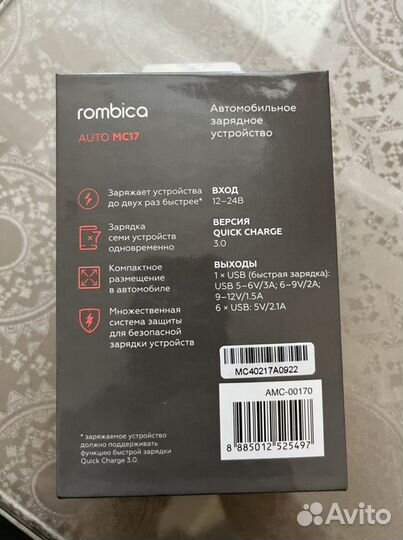 rombica
AUTO MC17
Автомобильное
зарядное
устройство
Заряжает устройства
до двух раз быстрее*
Зарядка
семи устройств
одновременно
Компактное
размещение
в автомобиле
Множественная
система защиты
для безопасной
зарядки устройств
ВХОД
12–24В
ВЕРСИЯ
QUICK CHARGE
3.0
ВЫХОДЫ
1 × USB (быстрая зарядка):
USB 5–6V/3A; 6–9V/2A;
9–12V/1.5A
6 × USB: 5V/2.1A
MC40217A0922
AMC-00170
8 885012 525497
* заряжаемое устройство
должно поддерживать
функцию быстрой зарядки
Quick Charge 3.0.
Avito